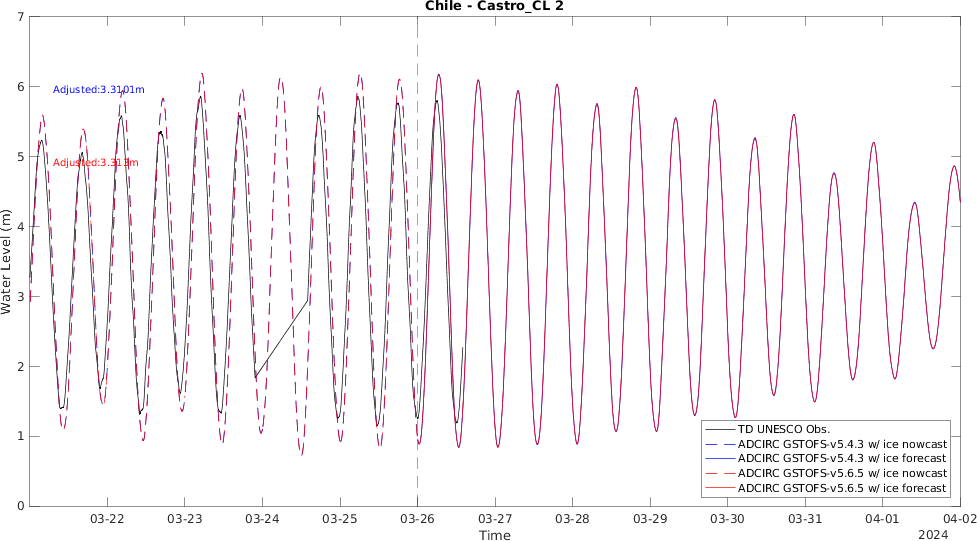 Chile - Castro_CL 2
7
6
5
4
3
2
1
0
Water Level (m)
Adjusted:3.3101m
Adjusted:3.313m
TD UNESCO Obs.
ADCIRC GSTOFS-v5.4.3 w/ ice nowcast
ADCIRC GSTOFS-v5.4.3 w/ ice forecast
ADCIRC GSTOFS-v5.6.5 w/ ice nowcast
ADCIRC GSTOFS-v5.6.5 w/ ice forecast
03-22 03-23 03-24 03-25 03-26 03-27 03-28 03-29 03-30 03-31 04-01 04-02
Time
2024